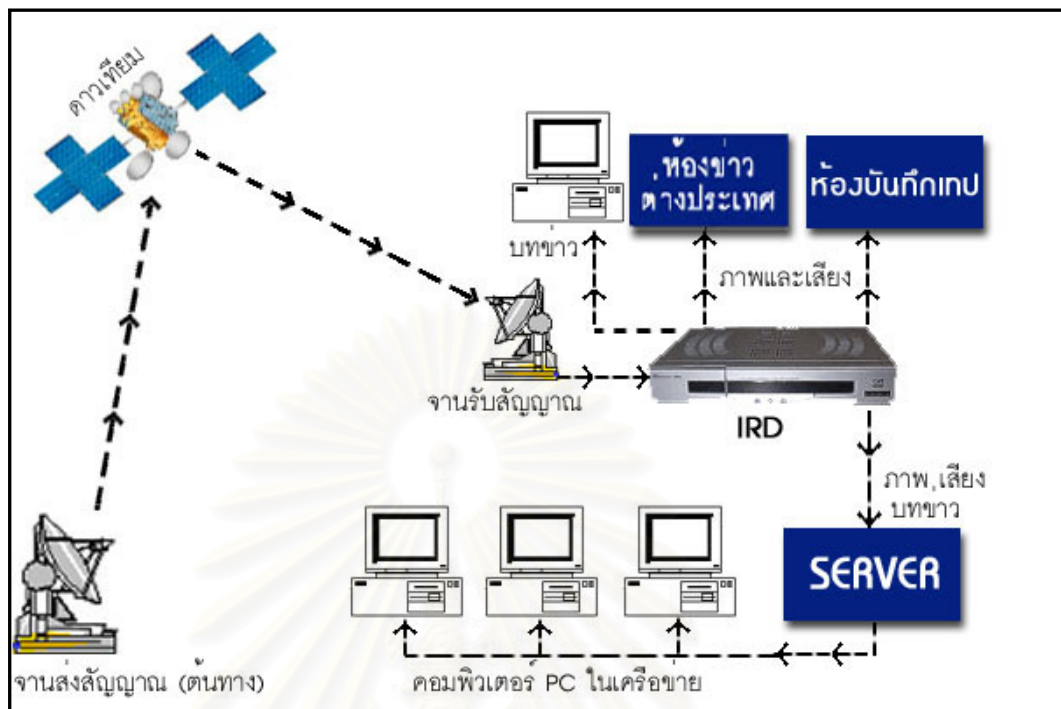 ดาวเทียม
,ห้องข่าว
ต่างประเทศ
ห้องบันทึกเทป
บทข่าว
ภาพและเสียง
จานรับสัญญาณ
IRD
ภาพ,เสียง
บทขาว
SERVER
จานส่งสัญญาณ (ต้นทาง)
คอมพิวเตอร์ PC ในเครือข่าย